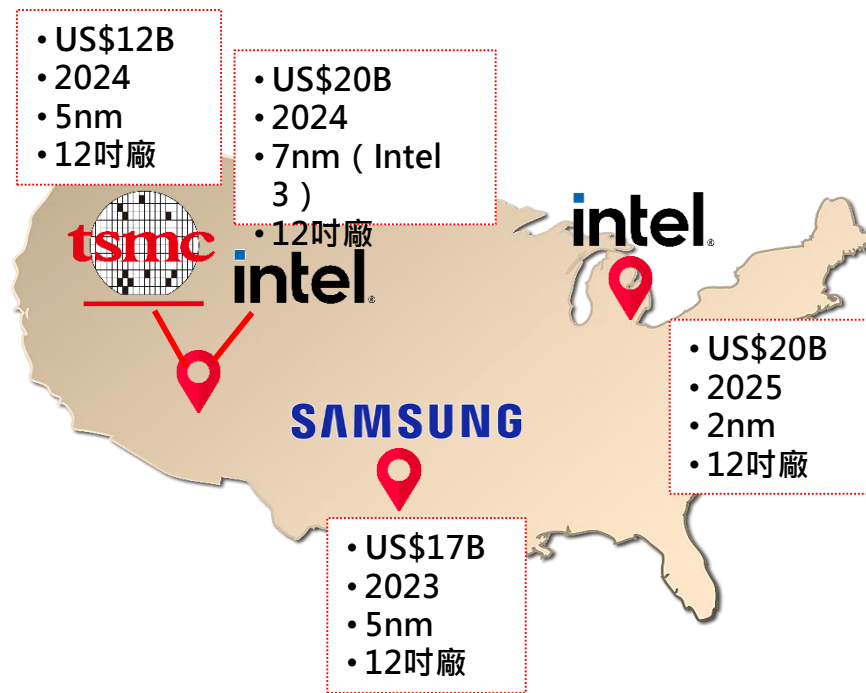 • US$12B
• 2024
• 5nm
• 12吋廠
• US$20B
• 2024
• 7nm（Intel
3）
• 12吋廠
tsmc
intel®
intel®
• US$20B
• 2025
• 2nm
• 12吋廠
SAMSUNG
• US$17B
• 2023
• 5nm
• 12吋廠